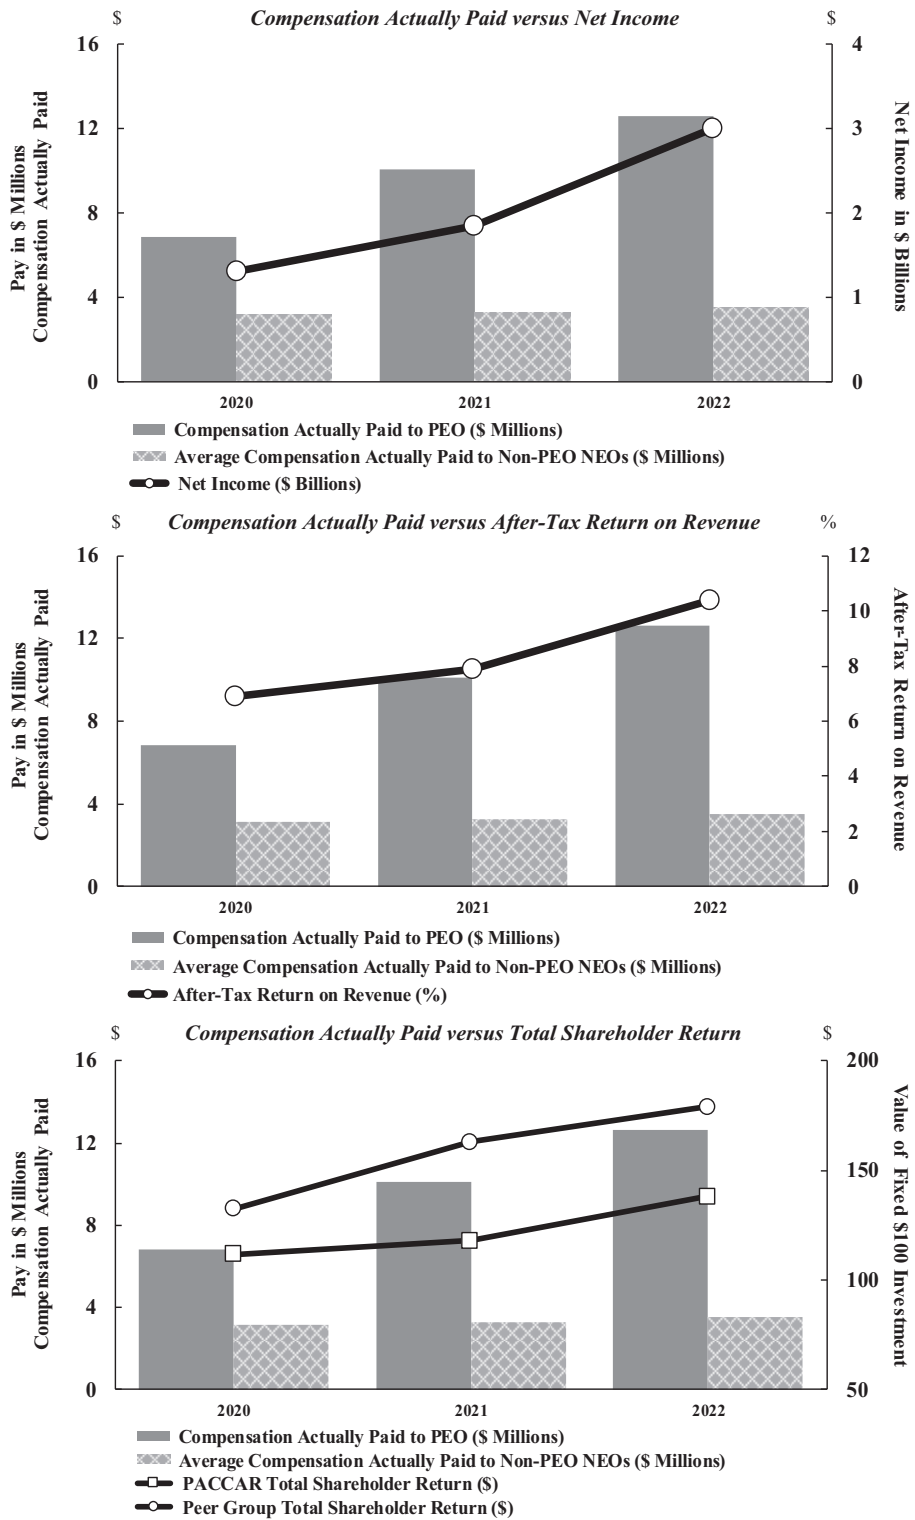 $ Compensation Actually Paid versus Net Income $
Pay in $ Millions
Compensation Actually Paid
16
12
8
4
0
4
3
2
1
0
Net Income in $ Billions
2020 2021 2022
Compensation Actually Paid to PEO ($ Millions)
Average Compensation Actually Paid to Non-PEO NEOs ($ Millions)
Net Income ($ Billions)
$ Compensation Actually Paid versus After-Tax Return on Revenue %
Pay in $ Millions
Compensation Actually Paid
16
12
8
4
0
12
10
8
6
4
2
0
After-Tax Return on Revenue
2020 2021 2022
Compensation Actually Paid to PEO ($ Millions)
Average Compensation Actually Paid to Non-PEO NEOs ($ Millions)
After-Tax Return on Revenue (%)
$ Compensation Actually Paid versus Total Shareholder Return $
Pay in $ Millions
Compensation Actually Paid
16
12
8
4
0
200
150
100
50
Value of Fixed $100 Investment
2020 2021 2022
Compensation Actually Paid to PEO ($ Millions)
Average Compensation Actually Paid to Non-PEO NEOs ($ Millions)
PACCAR Total Shareholder Return ($)
Peer Group Total Shareholder Return ($)